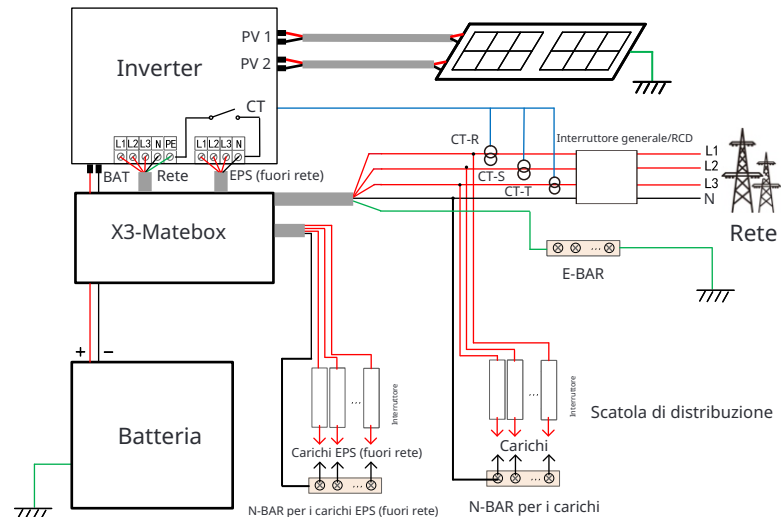 PV 1
Inverter
PV 2
CT
CT-R
Interruttore generale/RCD
L1
L1 L2 L3 N PE
L1 L2 L3 N
L2
CT-S
BAT
Rete
EPS (fuori rete)
CT-T
L3
N
X3-Matebox
Rete
E-BAR
+ −
Batteria
...
Interruttore
...
Interruttore
Scatola di distribuzione
Carichi EPS (fuori rete)
Carichi
...
...
N-BAR per i carichi EPS (fuori rete)
N-BAR per i carichi